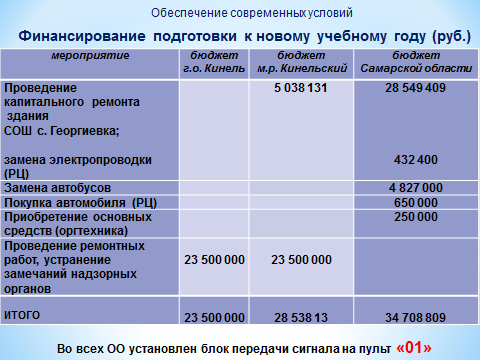 Обеспечение современных условий
Финансирование подготовки к новому учебному году (руб.)
мероприятие бюджет г.о. Кинель бюджет м.р. Кинельский бюджет Самарской области
Проведение 5 038 131 28 549 409
капитального ремонта
здания
СОШ с. Георгиевка;
замена электропроводки 432 400
(РЦ)
Замена автобусов 4 827 000
Покупка автомобиля (РЦ) 650 000
Приобретение основных 250 000
средств (оргтехника)
Проведение ремонтных 23 500 000 23 500 000
работ, устранение
замечаний надзорных
органов
ИТОГО 23 500 000 28 538 13 34 708 809
Во всех ОО установлен блок передачи сигнала на пульт «01»